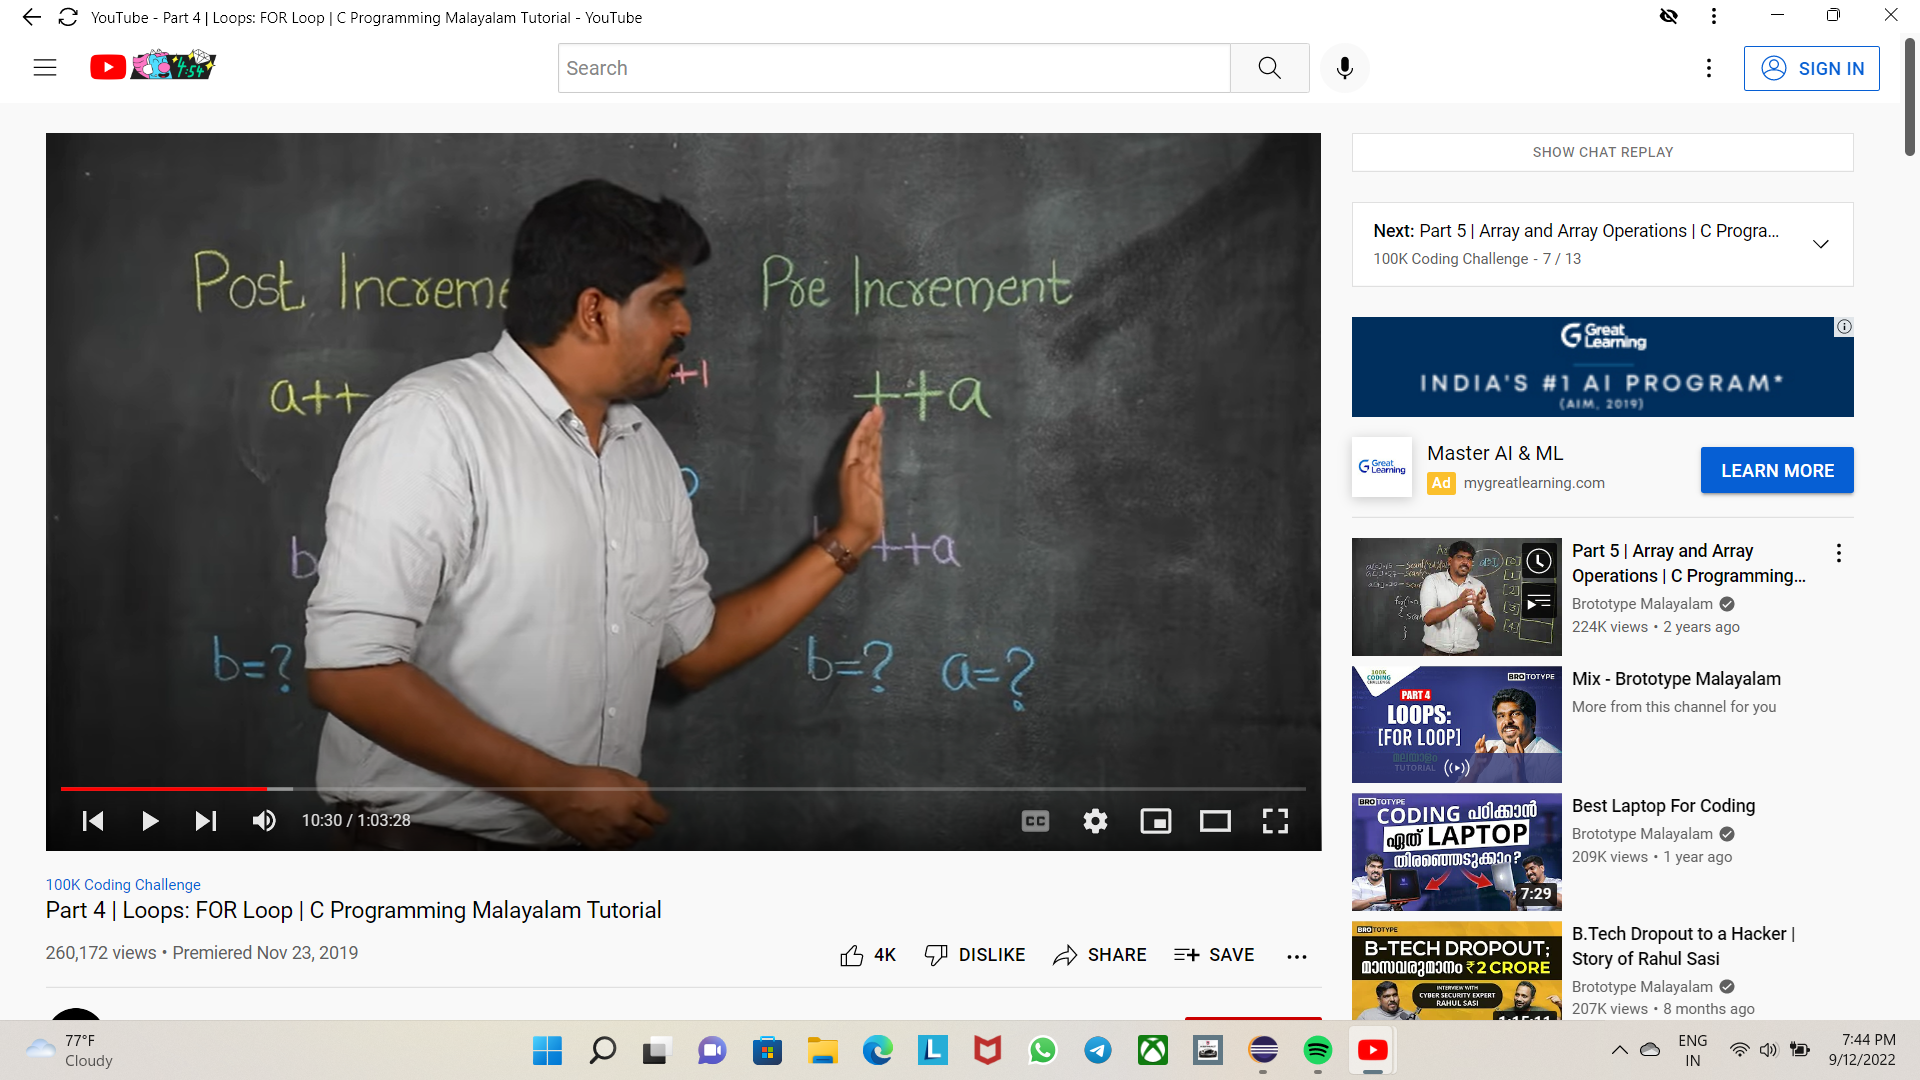 YouTube - Part 4 | Loops: FOR Loop | C Programming Malayalam Tutorial - YouTube
4:54
Search
SIGN IN
Post Increme
Pre Increment
a++
+1
++a
b
++a
b=?
b=? a=?
10:30 / 1:03:28
CC
100K Coding Challenge
Part 4 | Loops: FOR Loop | C Programming Malayalam Tutorial
260,172 views • Premiered Nov 23, 2019
4K
DISLIKE
SHARE
SAVE
SHOW CHAT REPLAY
Next: Part 5 | Array and Array Operations | C Progra...
100K Coding Challenge - 7 / 13
Great Learning
INDIA'S #1 AI PROGRAM*
(AIM, 2019)
Great Learning
Master AI & ML
Ad mygreatlearning.com
LEARN MORE
Part 5 | Array and Array
Operations | C Programming...
Brototype Malayalam
224K views • 2 years ago
100K CODING CHALLENGE
BROTOTYPE
PART 4
LOOPS:
[FOR LOOP]
മലയാളം
TUTORIAL
Mix - Brototype Malayalam
More from this channel for you
BROTOTYPE
CODING പഠിക്കാൻ
ഏത് LAPTOP
തിരഞ്ഞെടുക്കാം?
7:29
Best Laptop For Coding
Brototype Malayalam
209K views • 1 year ago
BROTOTYPE
B-TECH DROPOUT;
മാസവരുമാനം ₹2 CRORE
INTERVIEW WITH
CYBER SECURITY EXPERT
RAHUL SASI
1:15:11
B.Tech Dropout to a Hacker |
Story of Rahul Sasi
Brototype Malayalam
207K views • 8 months ago
77°F
Cloudy
L
ENG
IN
7:44 PM
9/12/2022